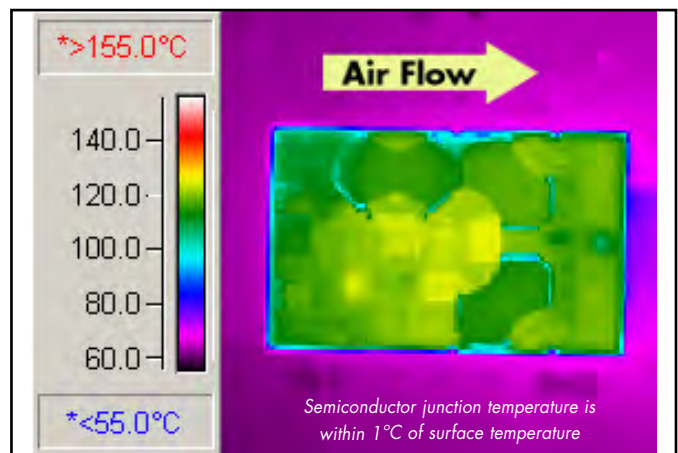 *>155.0°C
Air Flow
140.0
120.0
100.0
80.0
60.0
*<55.0°C
Semiconductor junction temperature is
within 1°C of surface temperature